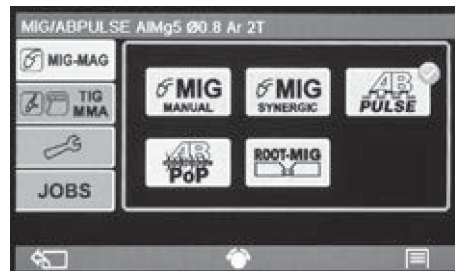 MIG/ABPULSE AlMg5 Ø0.8 Ar 2T
MIG-MAG
TIG
MMA
JOBS
MIG
MANUAL
MIG
SYNERGIC
AB
PULSE
AB
PoP
ROOT-MIG